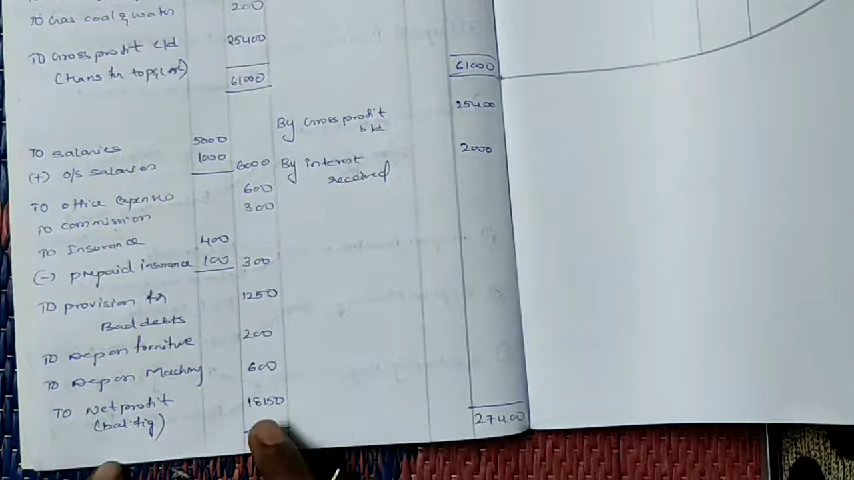 To Gas coal & water 200
To Gross profit c/d 25400
(trans to
61000 61000
By Gross profit b/d 25400
To salaries 5000
(+) o/s salaries 1000 6000
By interest received 2000
To office expenses 600
To commission 300
To Insurance 400
(-) prepaid insurance 100 300
To provision for Bad debts 1250
To Dep on furniture 200
To Dep on Machinery 600
To Net profit 18150
(bal fig)
27400